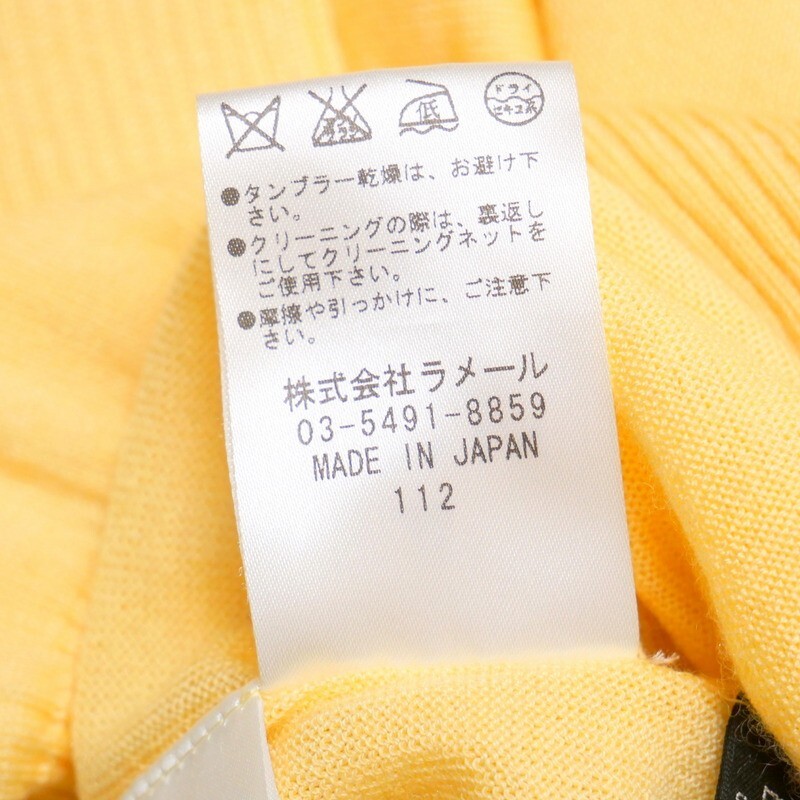 低
ドライ
セキユ系
●タンブラー乾燥は、お避け下
さい。
●クリーニングの際は、裏返し
にしてクリーニングネットを
ご使用下さい。
●摩擦や引っかけに、ご注意下
さい。
株式会社ラメール
03-5491-8859
MADE IN JAPAN
112